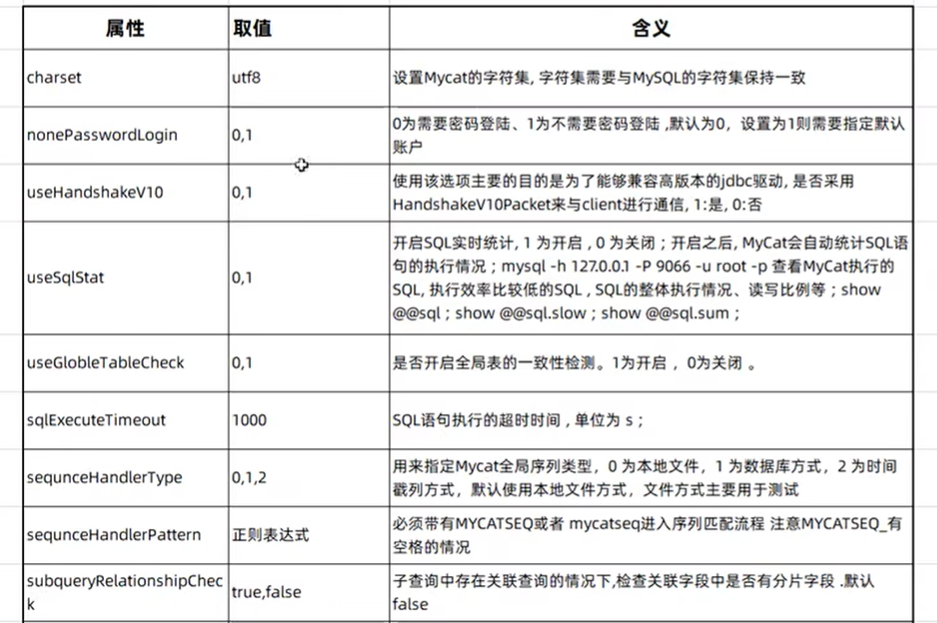 属性 取值 含义
charset utf8 设置Mycat的字符集, 字符集需要与MySQL的字符集保持一致
nonePasswordLogin 0,1 0为需要密码登陆、1为不需要密码登陆 ,默认为0，设置为1则需要指定默认
账户
useHandshakeV10 0,1 使用该选项主要的目的是为了能够兼容高版本的jdbc驱动, 是否采用
HandshakeV10Packet来与client进行通信, 1:是, 0:否
useSqlStat 0,1 开启SQL实时统计, 1 为开启 , 0 为关闭 ; 开启之后, MyCat会自动统计SQL语
句的执行情况 ; mysql -h 127.0.0.1 -P 9066 -u root -p 查看MyCat执行的
SQL, 执行效率比较低的SQL , SQL的整体执行情况、读写比例等 ; show
@@sql ; show @@sql.slow ; show @@sql.sum ;
useGlobleTableCheck 0,1 是否开启全局表的一致性检测。1为开启 ，0为关闭 。
sqlExecuteTimeout 1000 SQL语句执行的超时时间 , 单位为 s ;
sequnceHandlerType 0,1,2 用来指定Mycat全局序列类型，0 为本地文件，1 为数据库方式，2 为时间
戳列方式，默认使用本地文件方式，文件方式主要用于测试
sequnceHandlerPattern 正则表达式 必须带有MYCATSEQ或者 mycatseq进入序列匹配流程 注意MYCATSEQ_有
空格的情况
subqueryRelationshipChec
k true,false 子查询中存在关联查询的情况下,检查关联字段中是否有分片字段 .默认
false